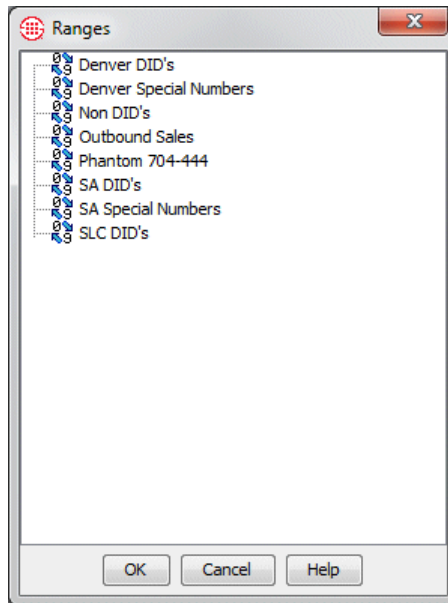 Ranges
Denver DID's
Denver Special Numbers
Non DID's
Outbound Sales
Phantom 704-444
SA DID's
SA Special Numbers
SLC DID's
OK Cancel Help